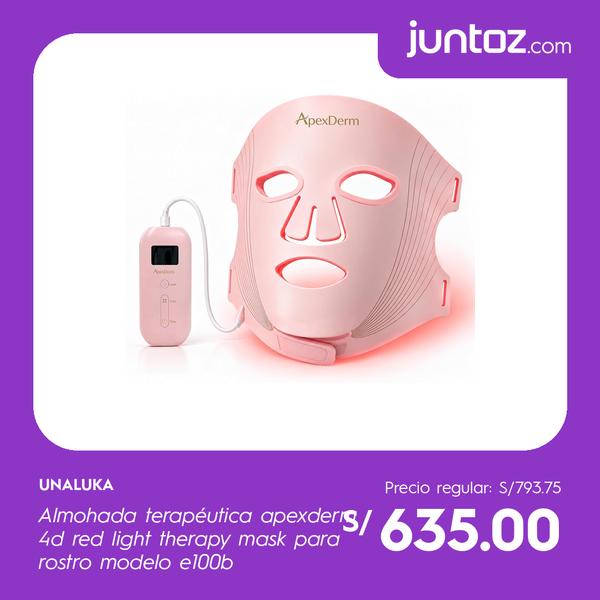 juntoz.com
ApexDerm
ApexDerm
UNALUKA
Almohada terapéutica apexderm
4d red light therapy mask para
rostro modelo e100b
Precio regular: S/793.75
S/ 635.00